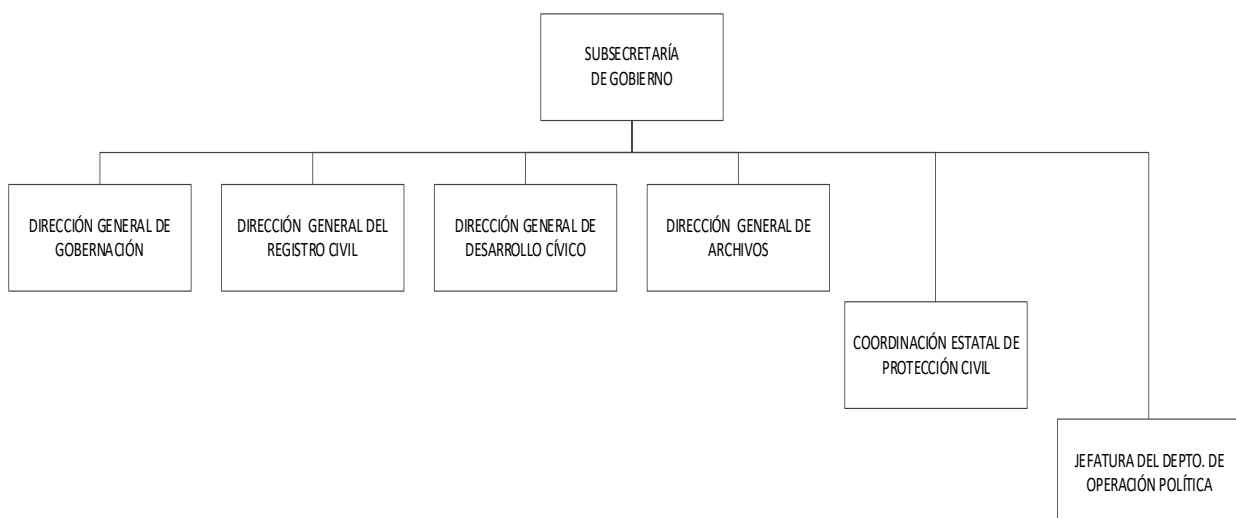 SUBSECRETARÍA
DE GOBIERNO
DIRECCIÓN GENERAL DE
GOBERNACIÓN
DIRECCIÓN GENERAL DEL
REGISTRO CIVIL
DIRECCIÓN GENERAL DE
DESARROLLO CÍVICO
DIRECCIÓN GENERAL DE
ARCHIVOS
COORDINACIÓN ESTATAL DE
PROTECCIÓN CIVIL
JEFATURA DEL DEPTO. DE
OPERACIÓN POLÍTICA